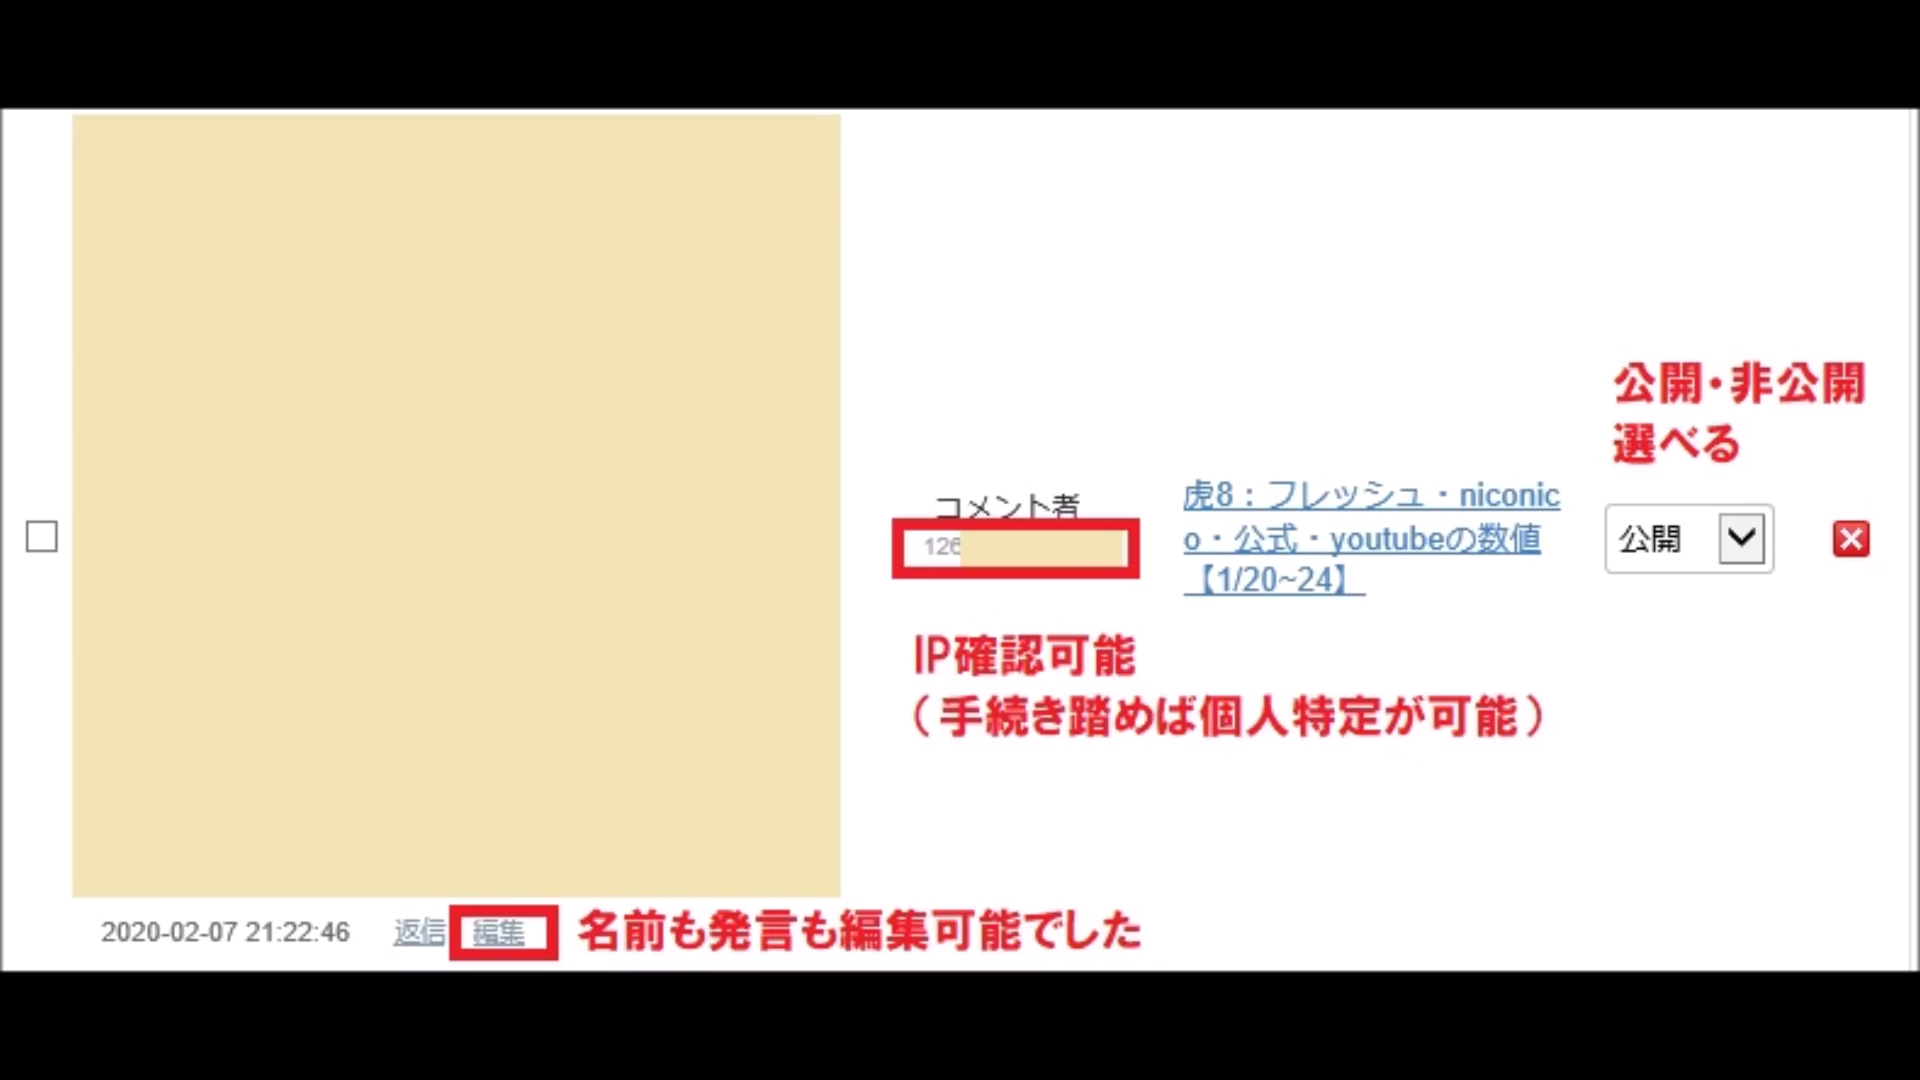 公開・非公開
選べる
コメント者
126
虎8：フレッシュ・niconic
o・公式・youtubeの数値
【1/20~24】
公開
IP確認可能
（手続き踏めば個人特定が可能）
2020-02-07 21:22:46 返信 編集 名前も発言も編集可能でした